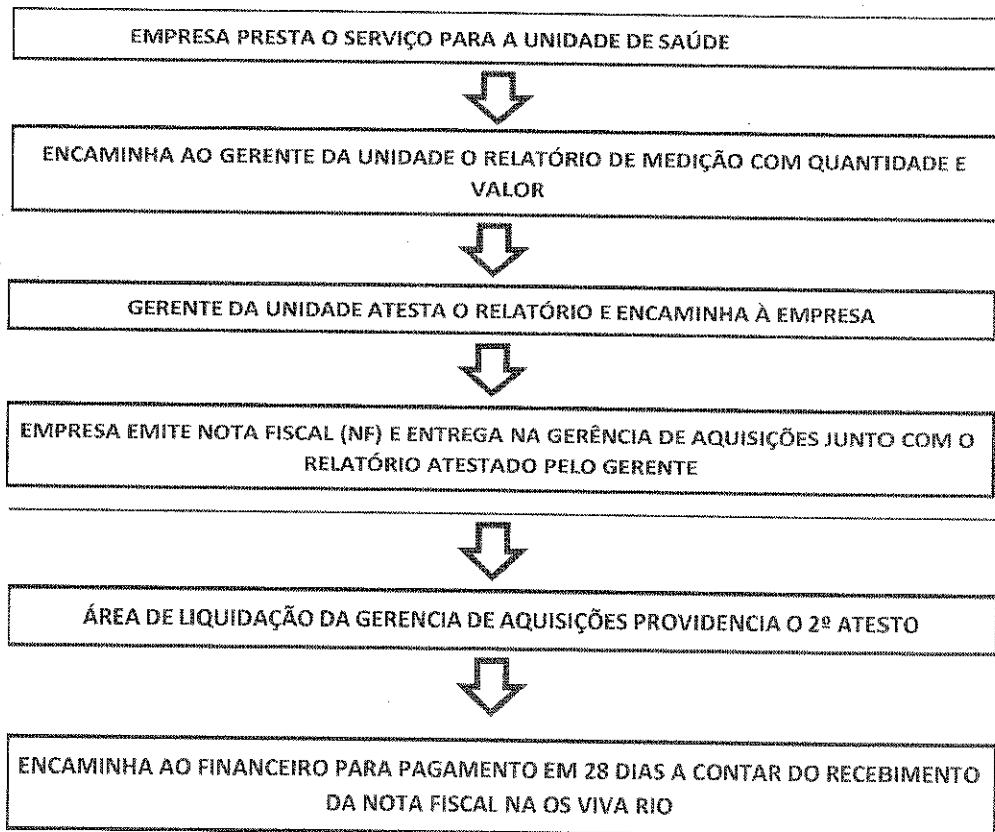 EMPRESA PRESTA O SERVIÇO PARA A UNIDADE DE SAÚDE
ENCAMINHA AO GERENTE DA UNIDADE O RELATÓRIO DE MEDIÇÃO COM QUANTIDADE E
VALOR
GERENTE DA UNIDADE ATESTA O RELATÓRIO E ENCAMINHA À EMPRESA
EMPRESA EMITE NOTA FISCAL (NF) E ENTREGA NA GERÊNCIA DE AQUISIÇÕES JUNTO COM O
RELATÓRIO ATESTADO PELO GERENTE
ÁREA DE LIQUIDAÇÃO DA GERENCIA DE AQUISIÇÕES PROVIDENCIA O 2º ATESTO
ENCAMINHA AO FINANCEIRO PARA PAGAMENTO EM 28 DIAS A CONTAR DO RECEBIMENTO
DA NOTA FISCAL NA OS VIVA RIO